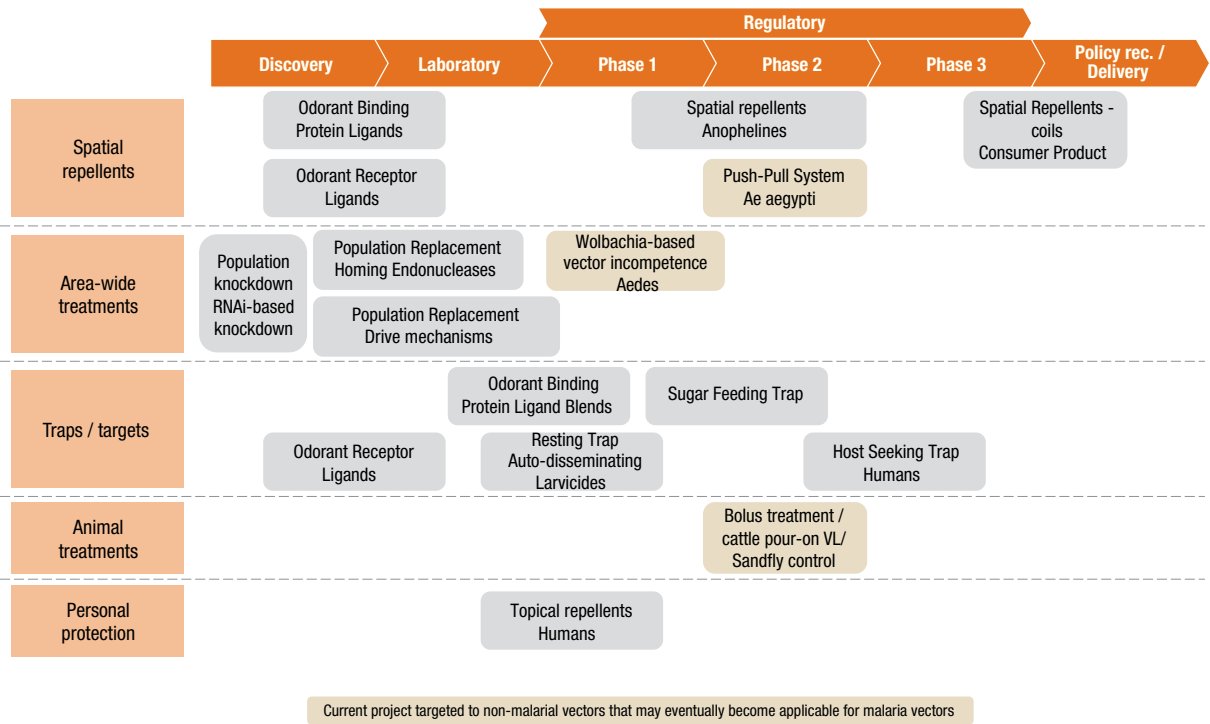 Regulatory
Discovery
Laboratory
Phase 1
Phase 2
Phase 3
Policy rec. /
Delivery
Spatial
repellents
Odorant Binding
Protein Ligands
Spatial repellents
Anophelines
Spatial Repellents -
coils
Consumer Product
Odorant Receptor
Ligands
Push-Pull System
Ae aegypti
Area-wide
treatments
Population
knockdown
RNAi-based
knockdown
Population Replacement
Homing Endonucleases
Wolbachia-based
vector incompetence
Aedes
Population Replacement
Drive mechanisms
Traps / targets
Odorant Binding
Protein Ligand Blends
Sugar Feeding Trap
Odorant Receptor
Ligands
Resting Trap
Auto-disseminating
Larvicides
Host Seeking Trap
Humans
Animal
treatments
Bolus treatment /
cattle pour-on VL/
Sandfly control
Personal
protection
Topical repellents
Humans
Current project targeted to non-malarial vectors that may eventually become applicable for malaria vectors